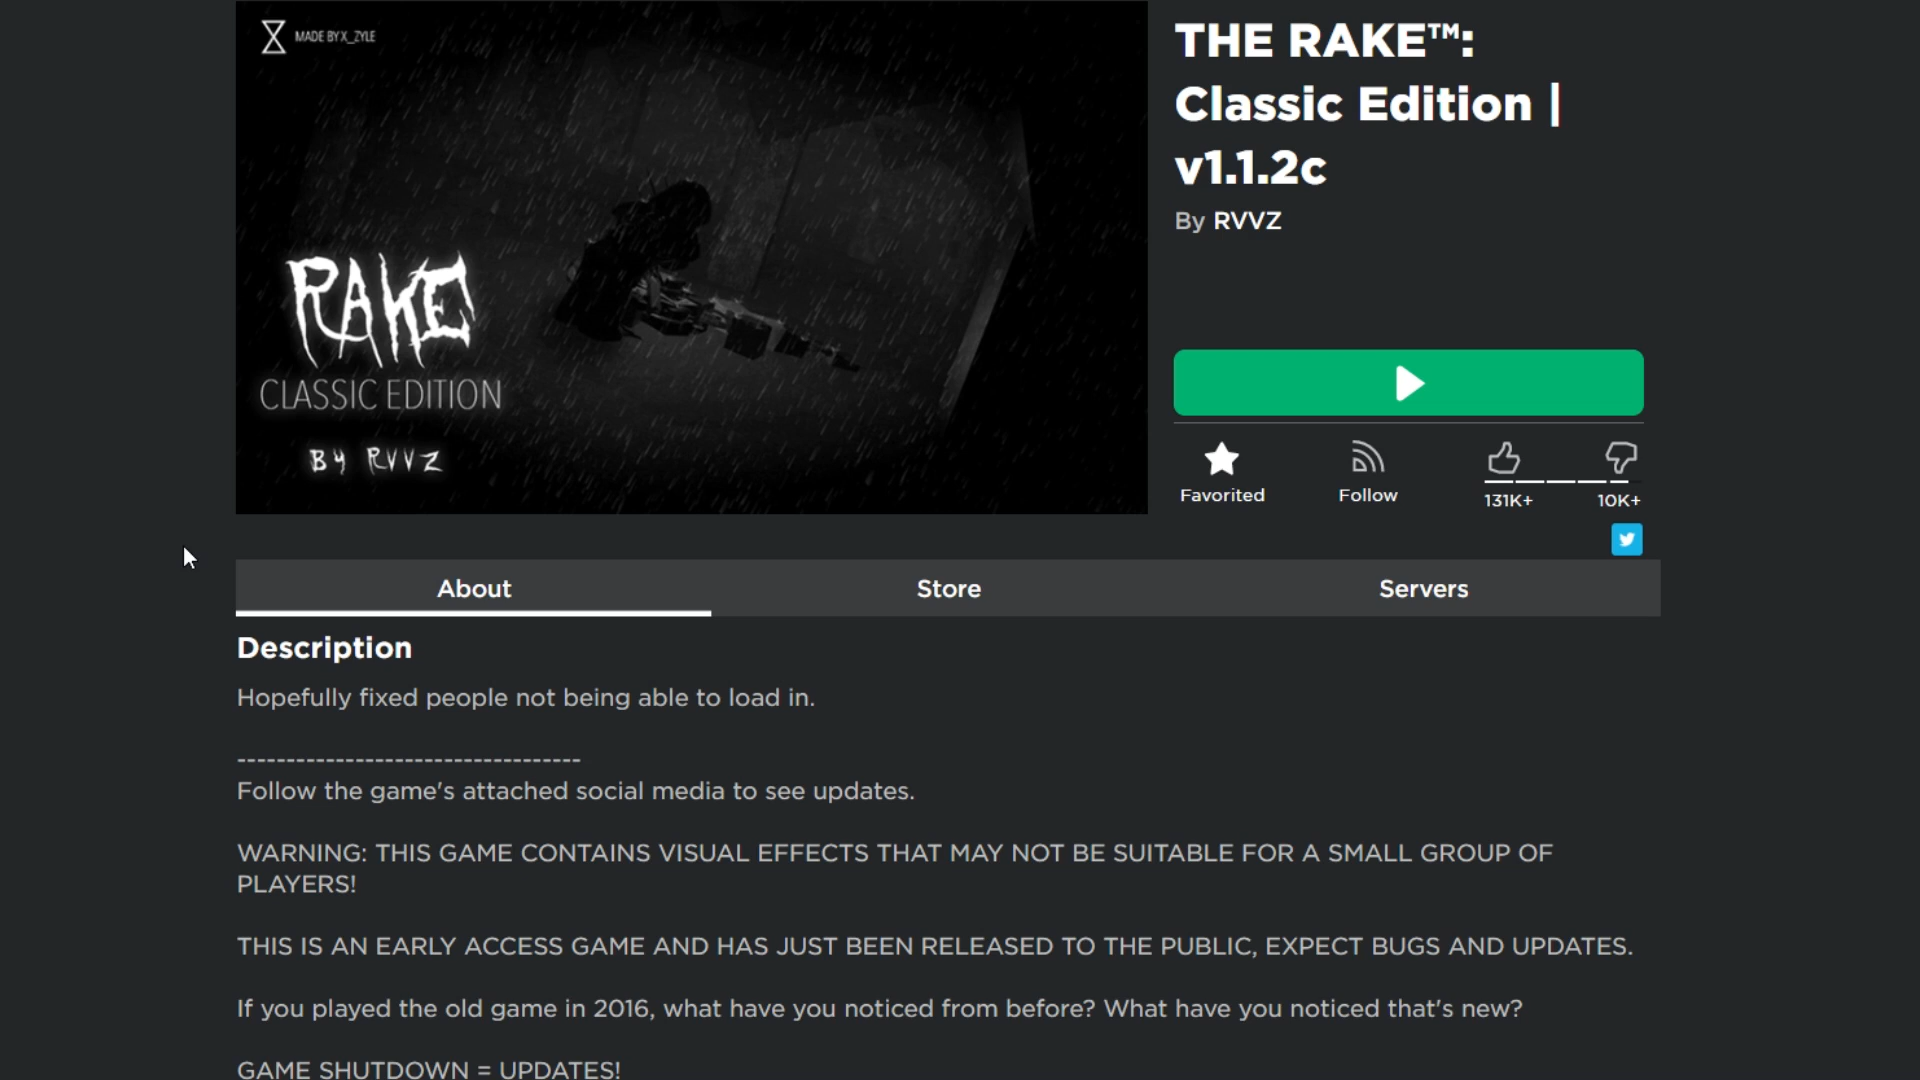 MADE BY X_ZYLE
RAKE
CLASSIC EDITION
BY RVVZ
THE RAKE™:
Classic Edition |
v1.1.2c
By RVVZ
Favorited
Follow
131K+
10K+
About
Store
Servers
Description
Hopefully fixed people not being able to load in.
-----------------------------------
Follow the game's attached social media to see updates.
WARNING: THIS GAME CONTAINS VISUAL EFFECTS THAT MAY NOT BE SUITABLE FOR A SMALL GROUP OF
PLAYERS!
THIS IS AN EARLY ACCESS GAME AND HAS JUST BEEN RELEASED TO THE PUBLIC, EXPECT BUGS AND UPDATES.
If you played the old game in 2016, what have you noticed from before? What have you noticed that's new?
GAME SHUTDOWN = UPDATES!